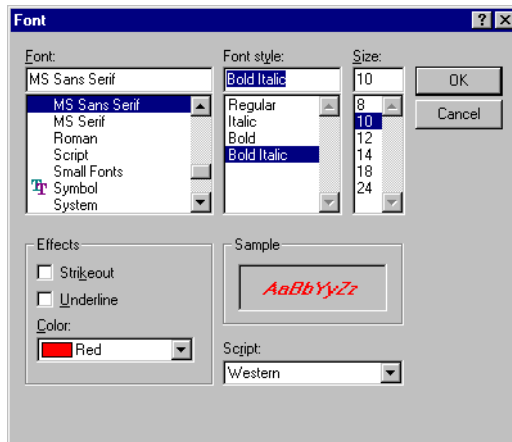 Font
Font:
MS Sans Serif
MS Sans Serif
MS Serif
Roman
Script
Small Fonts
Symbol
System
Font style:
Bold Italic
Regular
Italic
Bold
Bold Italic
Size:
10
8
10
12
14
18
24
OK
Cancel
Effects
Strikeout
Underline
Color:
Red
Sample
AaBbYyZz
Script:
Western